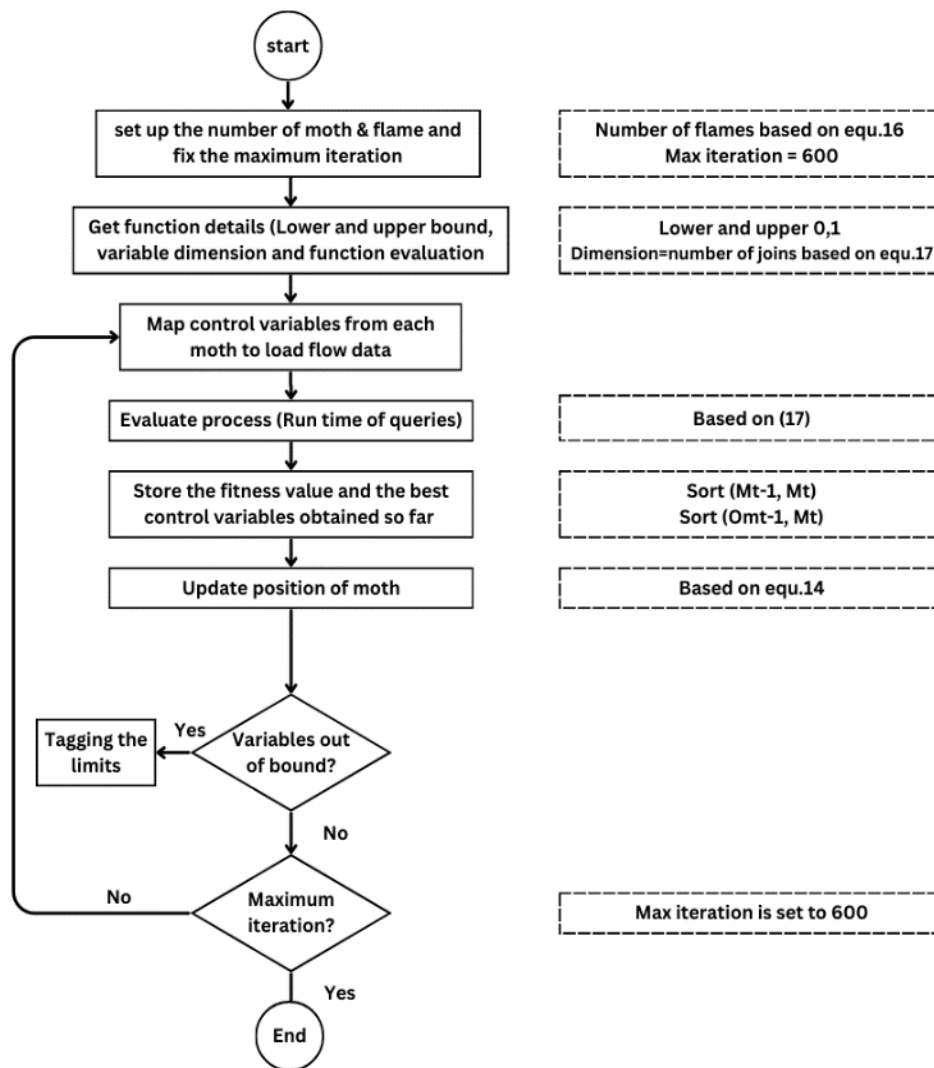 start
set up the number of moth & flame and
fix the maximum iteration
Number of flames based on equ.16
Max iteration = 600
Get function details (Lower and upper bound,
variable dimension and function evaluation
Lower and upper 0,1
Dimension=number of joins based on equ.17
Map control variables from each
moth to load flow data
Evaluate process (Run time of queries)
Based on (17)
Store the fitness value and the best
control variables obtained so far
Sort (Mt-1, Mt)
Sort (Omt-1, Mt)
Update position of moth
Based on equ.14
Yes
Tagging the
limits
Variables out
of bound?
No
No
Maximum
iteration?
Max iteration is set to 600
Yes
End